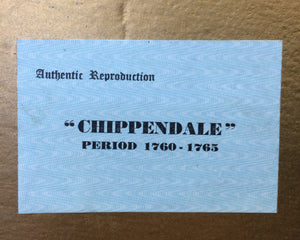 Authentic Reproduction
“CHIPPENDALE”
PERIOD 1760-1765